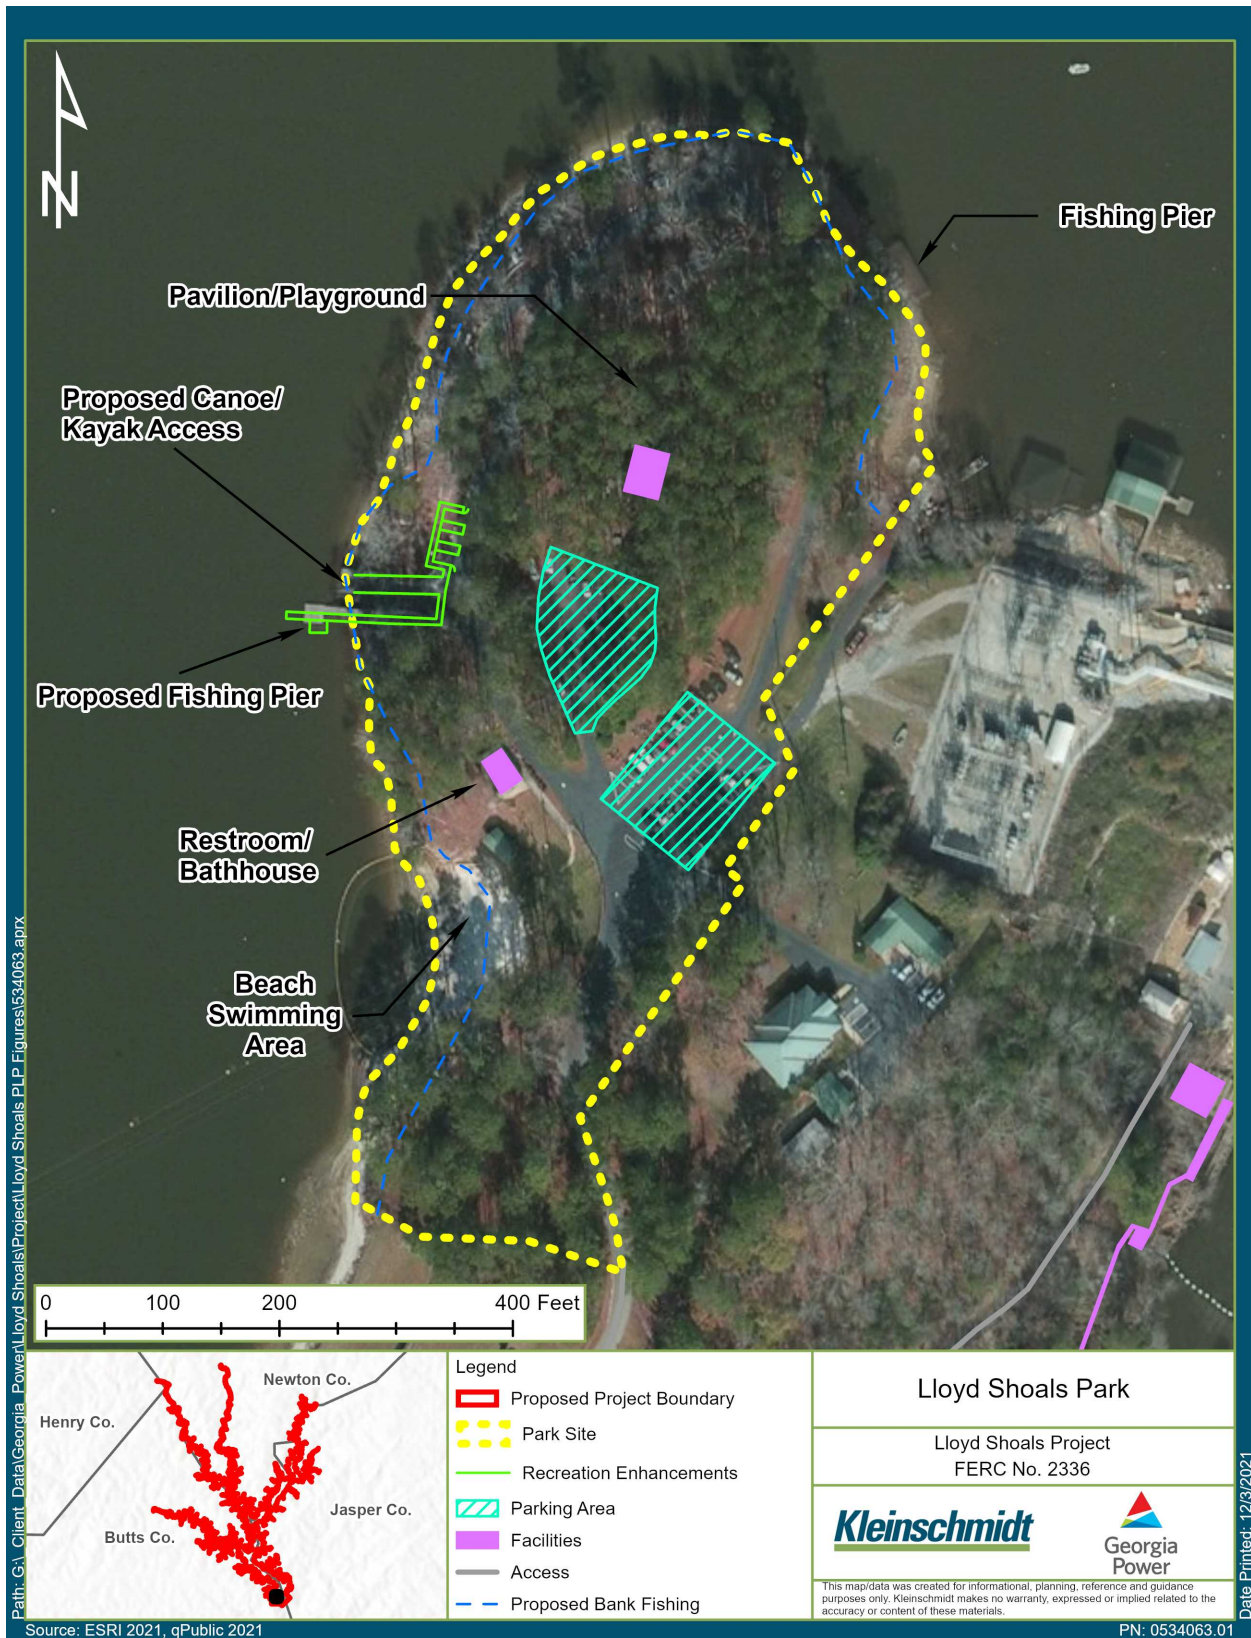 N
Fishing Pier
Pavilion/Playground
Proposed Canoe/
Kayak Access
Proposed Fishing Pier
Restroom/
Bathhouse
Beach
Swimming
Area
0 100 200 400 Feet
Newton Co.
Henry Co.
Jasper Co.
Butts Co.
Legend
Proposed Project Boundary
Park Site
Recreation Enhancements
Parking Area
Facilities
Access
Proposed Bank Fishing
Lloyd Shoals Park
Lloyd Shoals Project
FERC No. 2336
Kleinschmidt
Georgia
Power
This map/data was created for informational, planning, reference and guidance
purposes only. Kleinschmidt makes no warranty, expressed or implied related to the
accuracy or content of these materials.
Path: G:\_Client_Data\Georgia_Power\Lloyd Shoals\Project\Lloyd Shoals PLP Figures\534063.aprx
Date Printed: 12/3/2021
Source: ESRI 2021, qPublic 2021
PN: 0534063.01